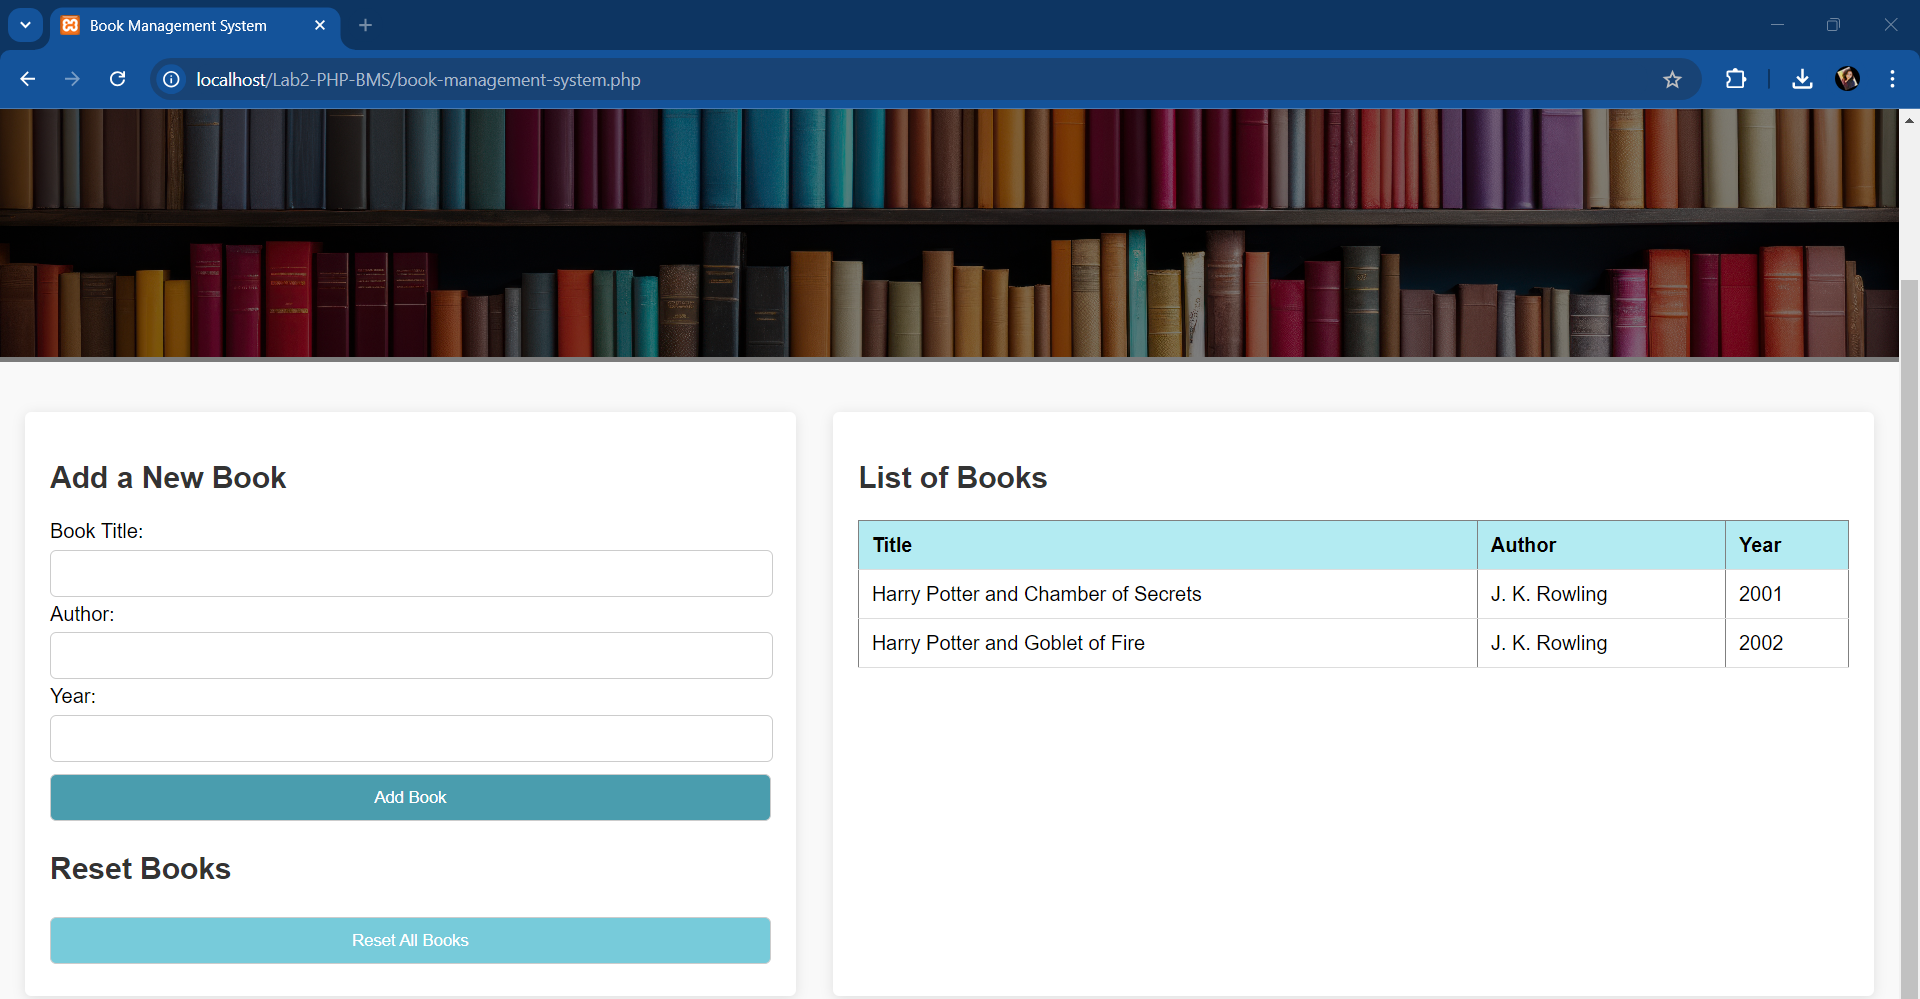 Book Management System
localhost/Lab2-PHP-BMS/book-management-system.php
Add a New Book
Book Title:
Author:
Year:
Add Book
Reset Books
Reset All Books
List of Books
Title Author Year
Harry Potter and Chamber of Secrets J. K. Rowling 2001
Harry Potter and Goblet of Fire J. K. Rowling 2002